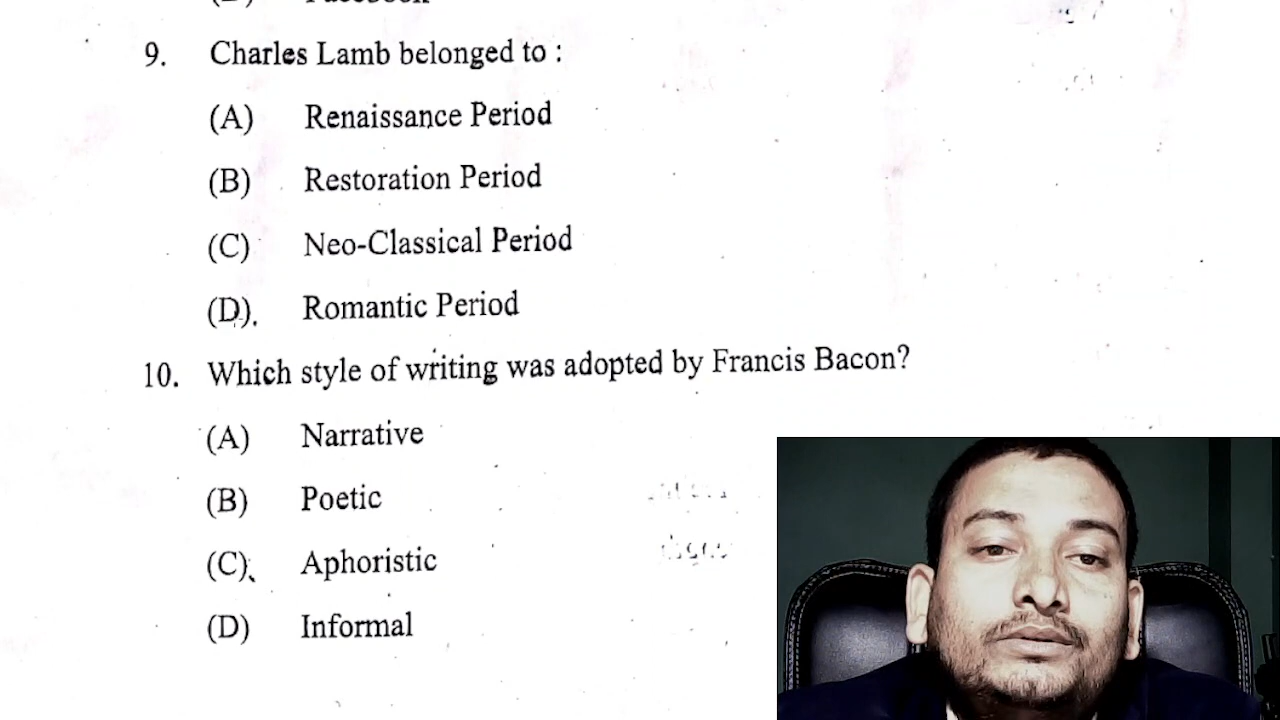 9. Charles Lamb belonged to :
(A) Renaissance Period
(B) Restoration Period
(C) Neo-Classical Period
(D) Romantic Period
10. Which style of writing was adopted by Francis Bacon?
(A) Narrative
(B) Poetic
(C) Aphoristic
(D) Informal